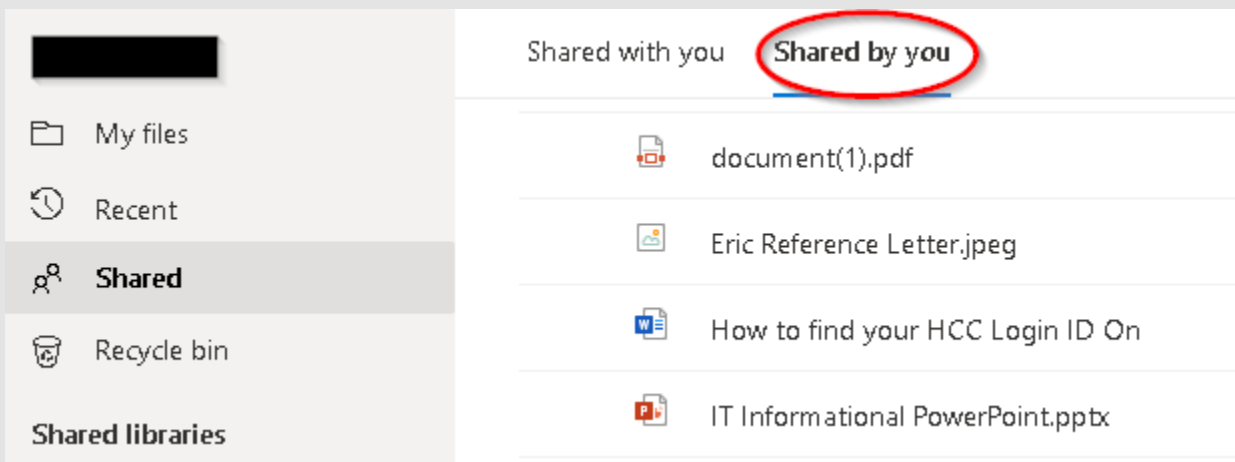 My files
Recent
Shared
Recycle bin
Shared libraries
Shared with you
Shared by you
document(1).pdf
Eric Reference Letter.jpeg
How to find your HCC Login ID On
IT Informational PowerPoint.pptx